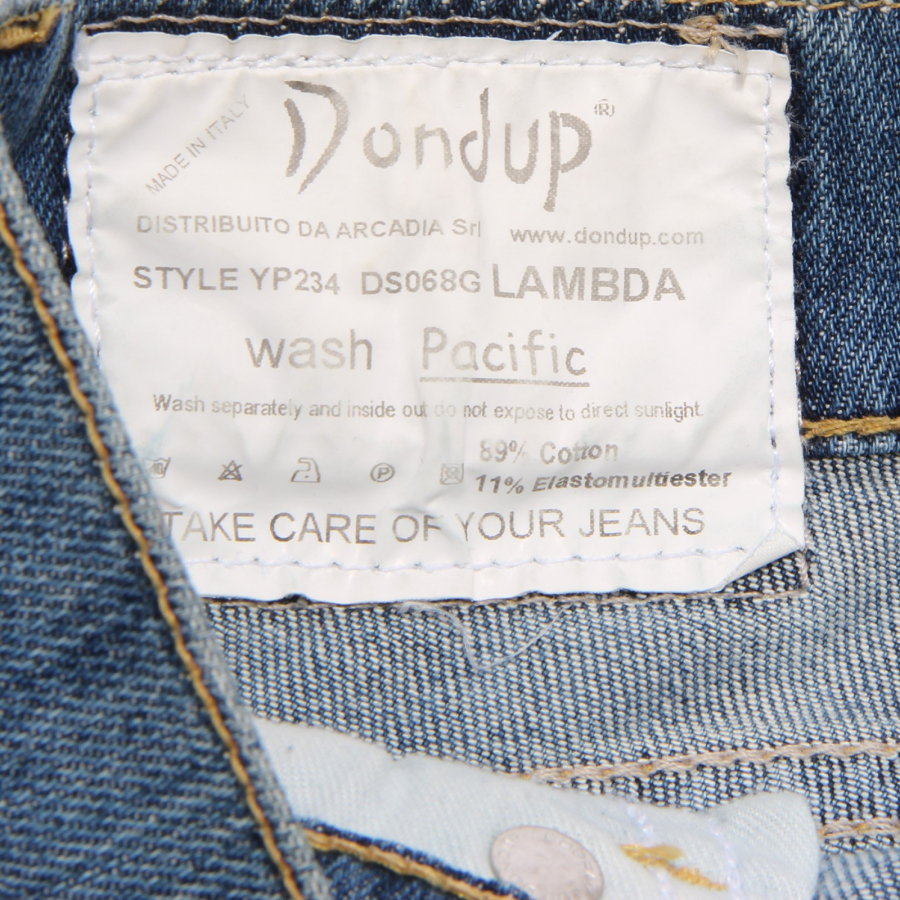 MADE IN ITALY
Dondup®
DISTRIBUITO DA ARCADIA Srl www.dondup.com
STYLE YP234 DS068G LAMBDA
wash Pacific
Wash separately and inside out do not expose to direct sunlight.
89% Cotton
11% Elastomultiester
TAKE CARE OF YOUR JEANS